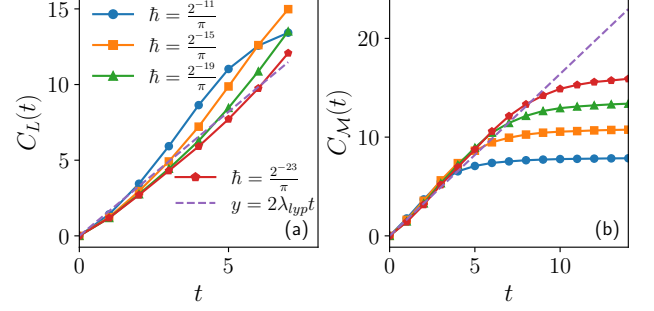 15
10
5
0
C_L(t)
ħ = 2^{-11}/π
ħ = 2^{-15}/π
ħ = 2^{-19}/π
ħ = 2^{-23}/π
y = 2λ_{lyp}t
(a)
0 5
t
20
10
0
C_M(t)
(b)
0 5 10
t